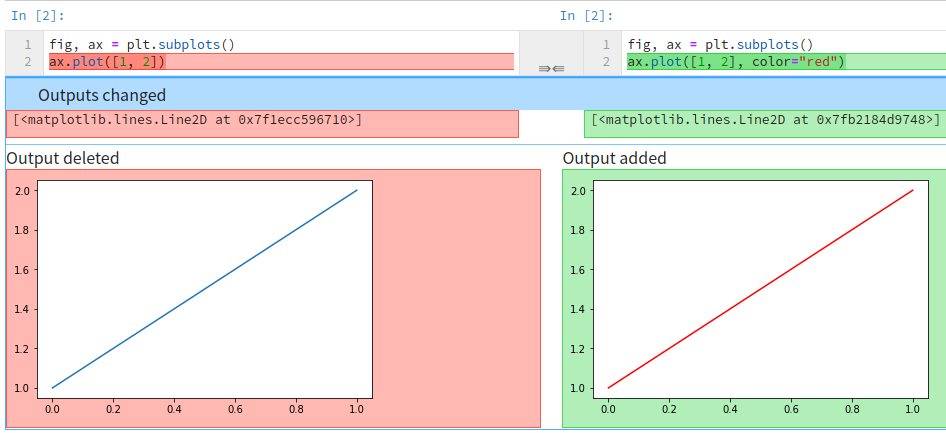 In [2]:
In [2]:
1 fig, ax = plt.subplots()
2 ax.plot([1, 2])
1 fig, ax = plt.subplots()
2 ax.plot([1, 2], color="red")
Outputs changed
[<matplotlib.lines.Line2D at 0x7f1ecc596710>]
[<matplotlib.lines.Line2D at 0x7fb2184d9748>]
Output deleted
2.0
1.8
1.6
1.4
1.2
1.0
0.0 0.2 0.4 0.6 0.8 1.0
Output added
2.0
1.8
1.6
1.4
1.2
1.0
0.0 0.2 0.4 0.6 0.8 1.0